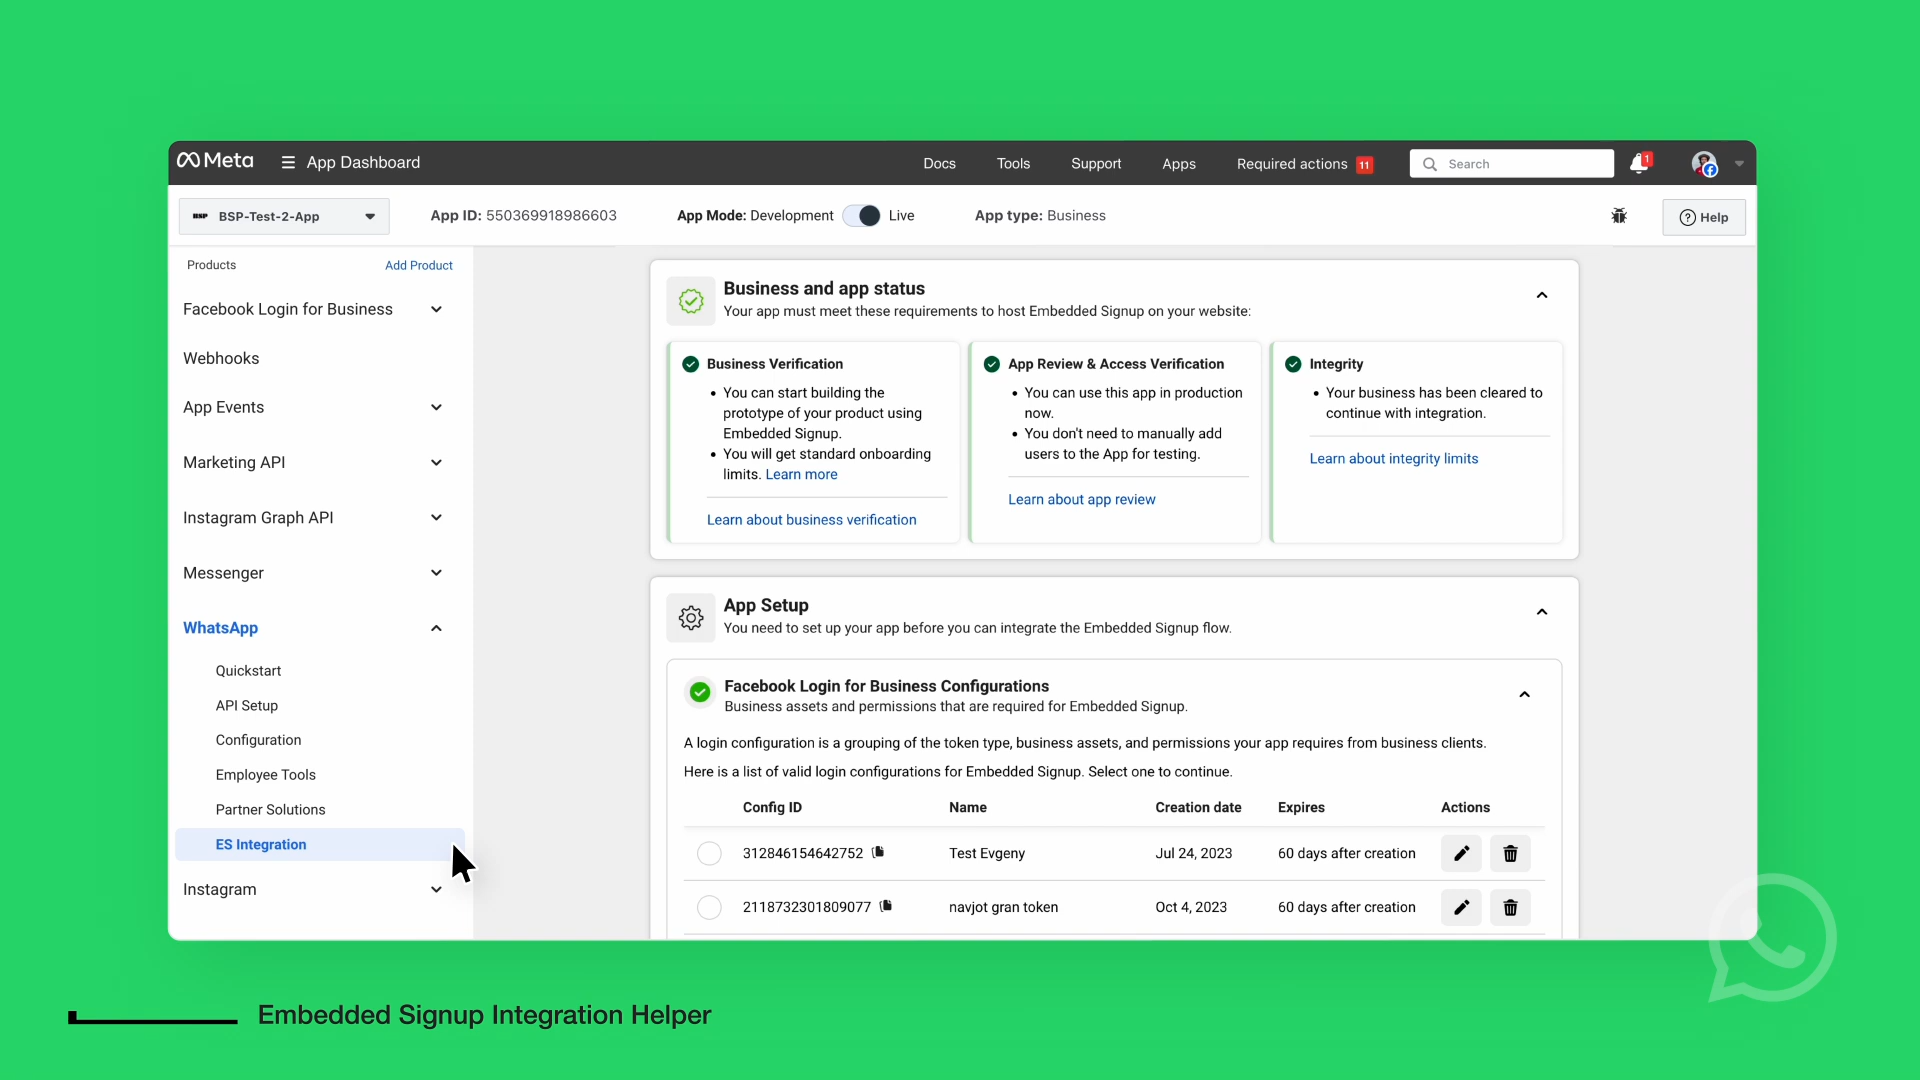 Meta
App Dashboard
Docs
Tools
Support
Apps
Required actions 11
Search
1
BSP BSP-Test-2-App
App ID: 550369918986603
App Mode: Development
Live
App type: Business
Help
Products
Add Product
Facebook Login for Business
Webhooks
App Events
Marketing API
Instagram Graph API
Messenger
WhatsApp
Quickstart
API Setup
Configuration
Employee Tools
Partner Solutions
ES Integration
Instagram
Business and app status
Your app must meet these requirements to host Embedded Signup on your website:
Business Verification
• You can start building the
prototype of your product using
Embedded Signup.
• You will get standard onboarding
limits. Learn more
Learn about business verification
App Review & Access Verification
• You can use this app in production
now.
• You don't need to manually add
users to the App for testing.
Learn about app review
Integrity
• Your business has been cleared to
continue with integration.
Learn about integrity limits
App Setup
You need to set up your app before you can integrate the Embedded Signup flow.
Facebook Login for Business Configurations
Business assets and permissions that are required for Embedded Signup.
A login configuration is a grouping of the token type, business assets, and permissions your app requires from business clients.
Here is a list of valid login configurations for Embedded Signup. Select one to continue.
Config ID Name Creation date Expires Actions
312846154642752 Test Evgeny Jul 24, 2023 60 days after creation
2118732301809077 navjot gran token Oct 4, 2023 60 days after creation
Embedded Signup Integration Helper